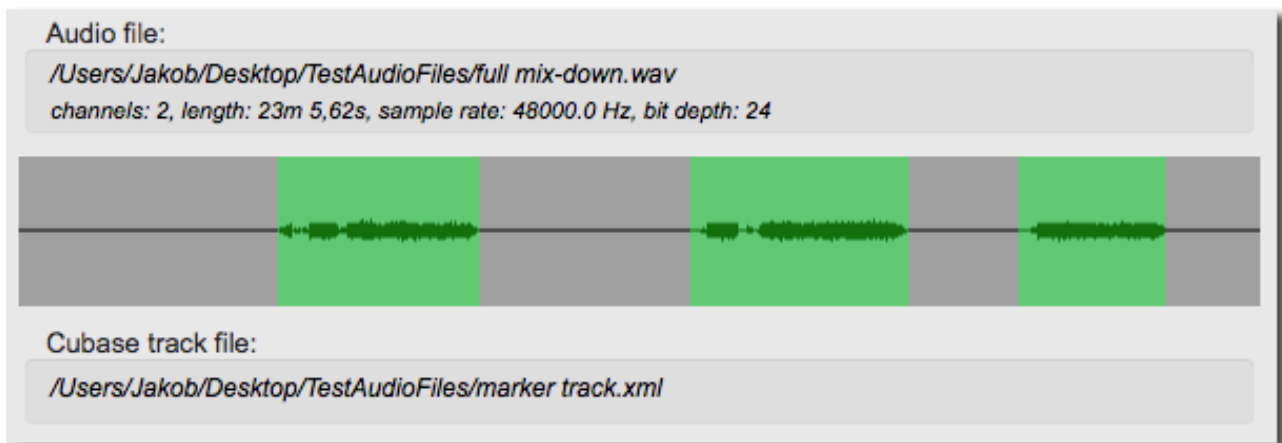 Audio file:
/Users/Jakob/Desktop/TestAudioFiles/full mix-down.wav
channels: 2, length: 23m 5,62s, sample rate: 48000.0 Hz, bit depth: 24
Cubase track file:
/Users/Jakob/Desktop/TestAudioFiles/marker track.xml